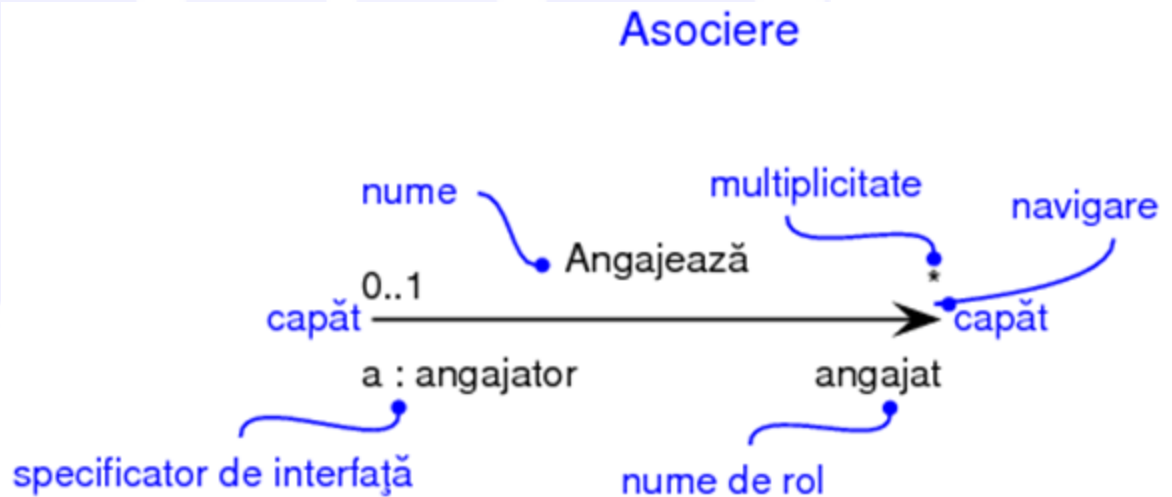 Asociere
nume
multiplicitate
navigare
Angajează
*
0..1
capăt
capăt
a : angajator
angajat
specificator de interfaţă
nume de rol